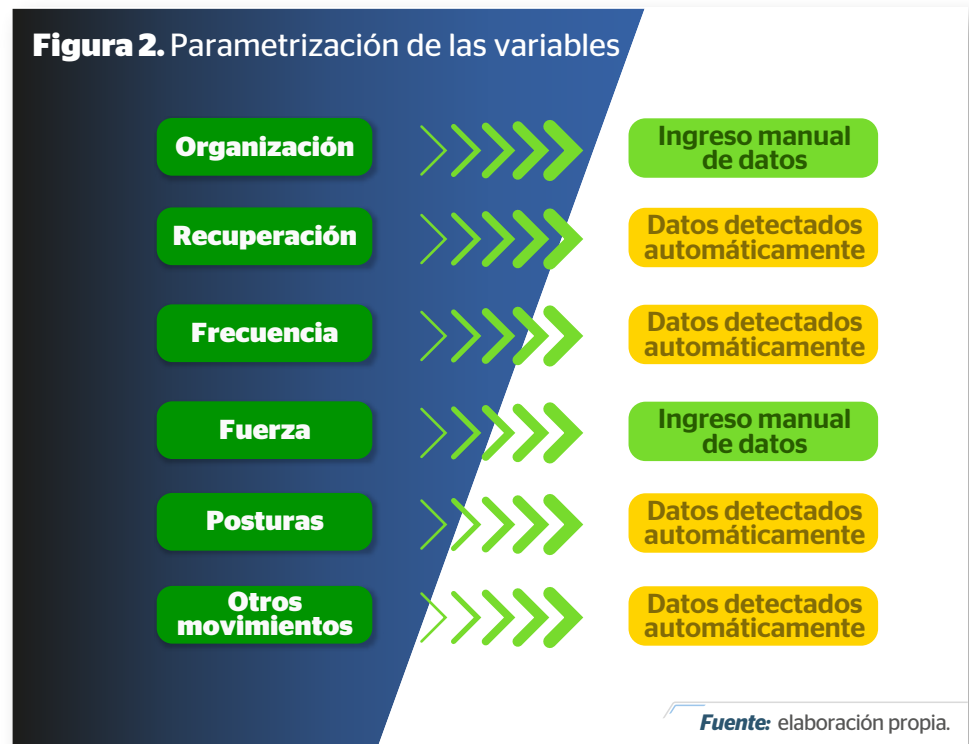 Figura 2. Parametrización de las variables
Organización
Ingreso manual
de datos
Recuperación
Datos detectados
automáticamente
Frecuencia
Datos detectados
automáticamente
Fuerza
Ingreso manual
de datos
Posturas
Datos detectados
automáticamente
Otros
movimientos
Datos detectados
automáticamente
Fuente: elaboración propia.